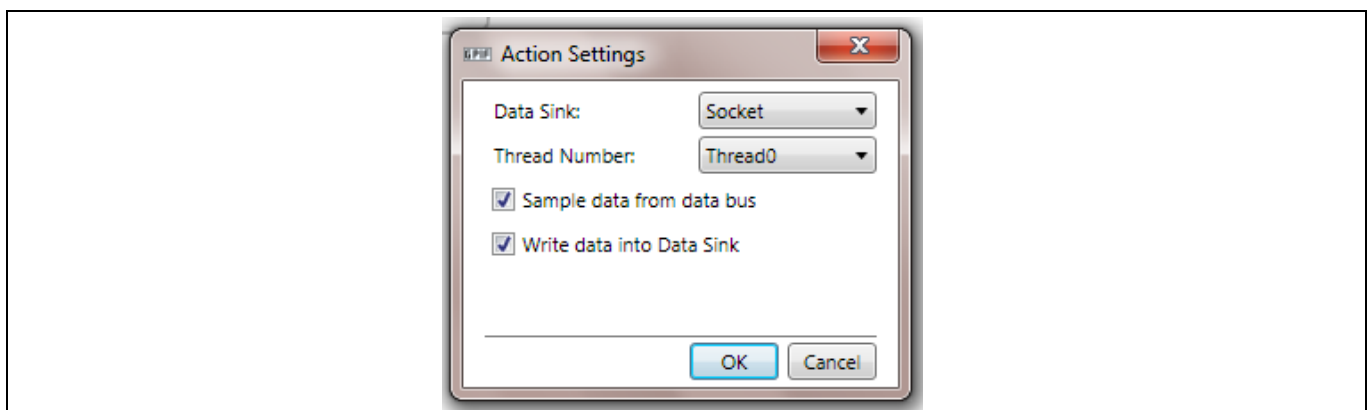 GPIF Action Settings
Data Sink: Socket
Thread Number: Thread0
Sample data from data bus
Write data into Data Sink
OK Cancel